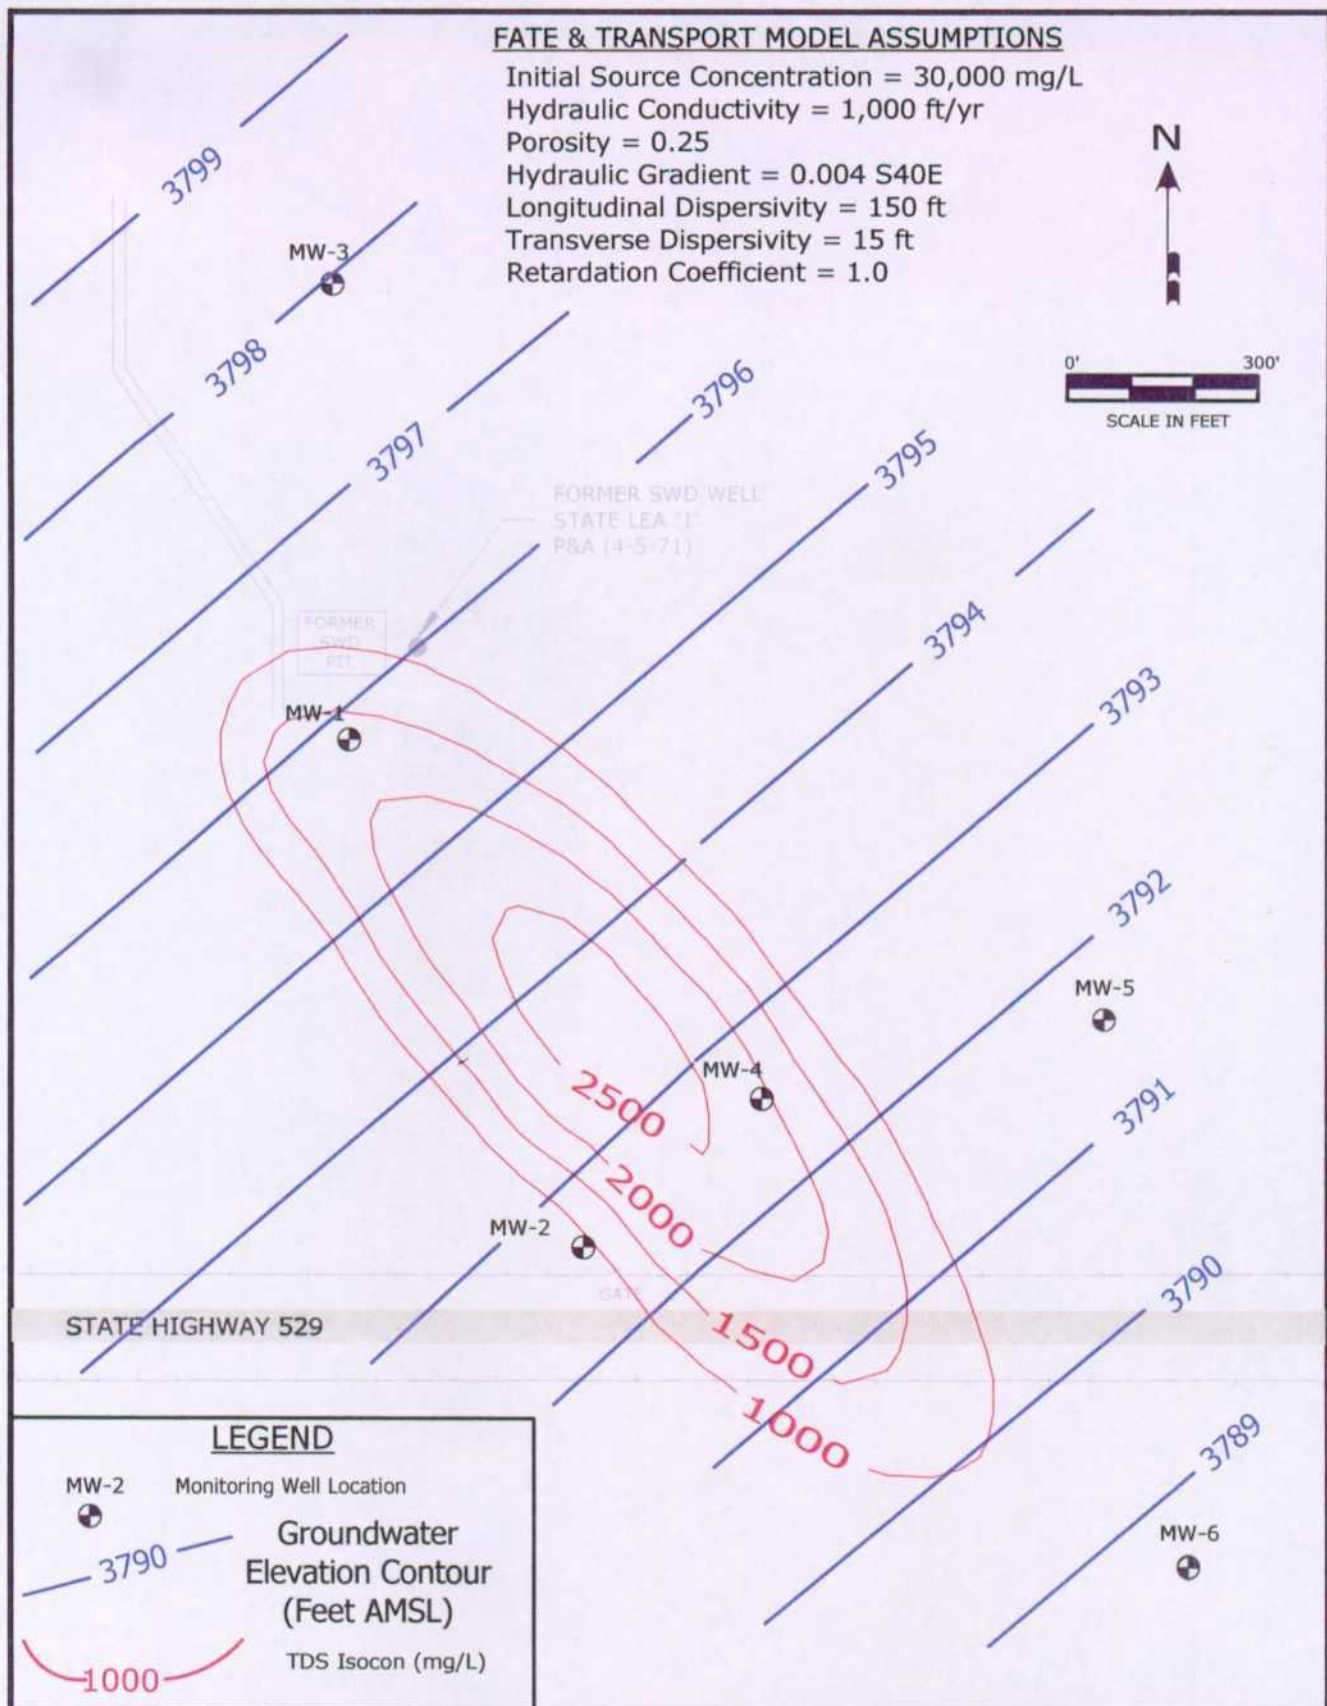 FATE & TRANSPORT MODEL ASSUMPTIONS
Initial Source Concentration = 30,000 mg/L
Hydraulic Conductivity = 1,000 ft/yr
Porosity = 0.25
Hydraulic Gradient = 0.004 S40E
Longitudinal Dispersivity = 150 ft
Transverse Dispersivity = 15 ft
Retardation Coefficient = 1.0
N
0' 300'
SCALE IN FEET
3799
MW-3
3798
3797
3796
3795
FORMER SWD WELL
STATE LEA "I"
P&A (4-5-71)
FORMER
SWD
PIT
3794
3793
MW-1
3792
MW-5
MW-4
2500
3791
2000
MW-2
3790
GATE
STATE HIGHWAY 529
1500
1000
3789
MW-6
LEGEND
MW-2 Monitoring Well Location
3790 Groundwater
Elevation Contour
(Feet AMSL)
1000 TDS Isocon (mg/L)